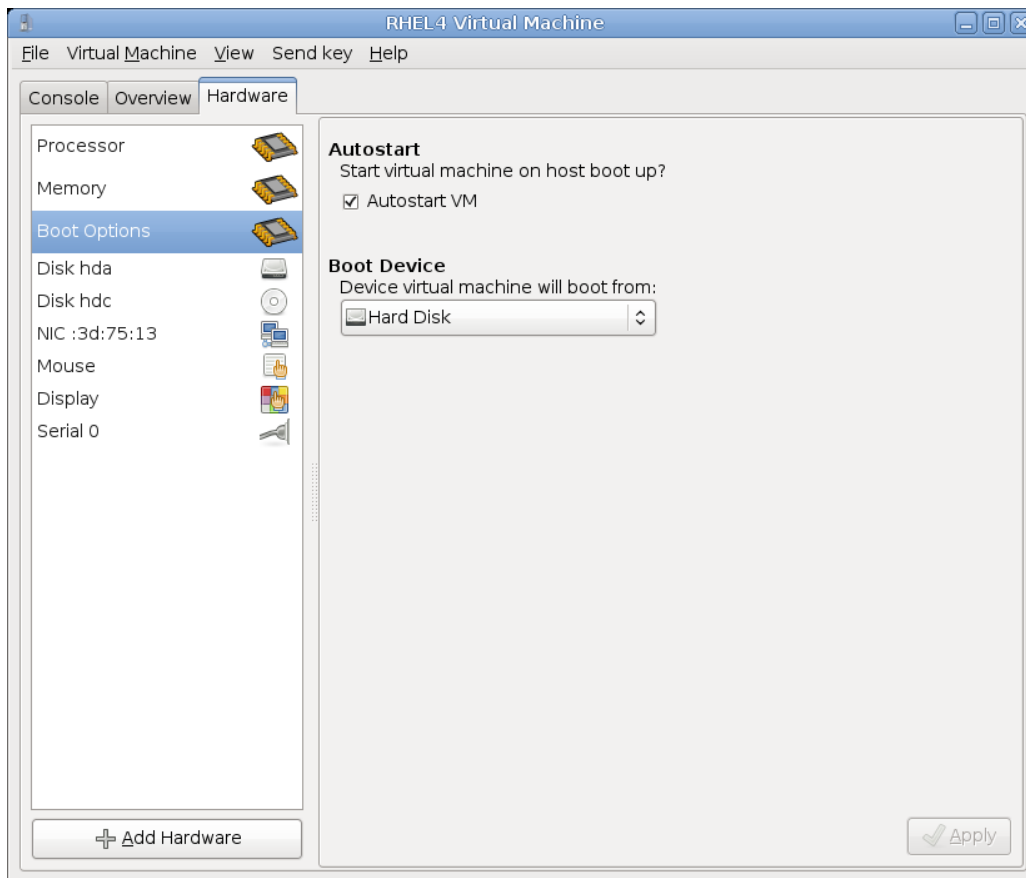 RHEL4 Virtual Machine
File Virtual Machine View Send key Help
Console Overview Hardware
Processor
Memory
Boot Options
Disk hda
Disk hdc
NIC :3d:75:13
Mouse
Display
Serial 0
Add Hardware
Autostart
Start virtual machine on host boot up?
Autostart VM
Boot Device
Device virtual machine will boot from:
Hard Disk
Apply